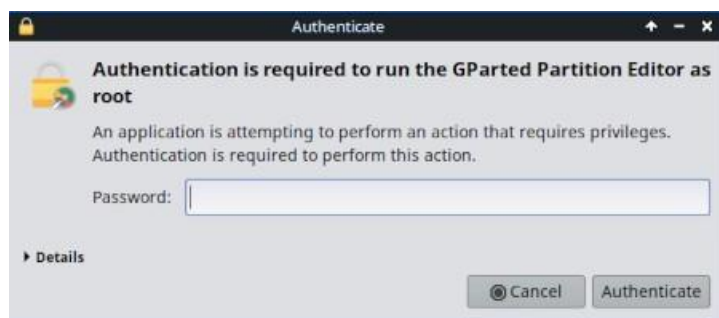 Authenticate
Authentication is required to run the GParted Partition Editor as
root
An application is attempting to perform an action that requires privileges.
Authentication is required to perform this action.
Password:
Details
Cancel Authenticate